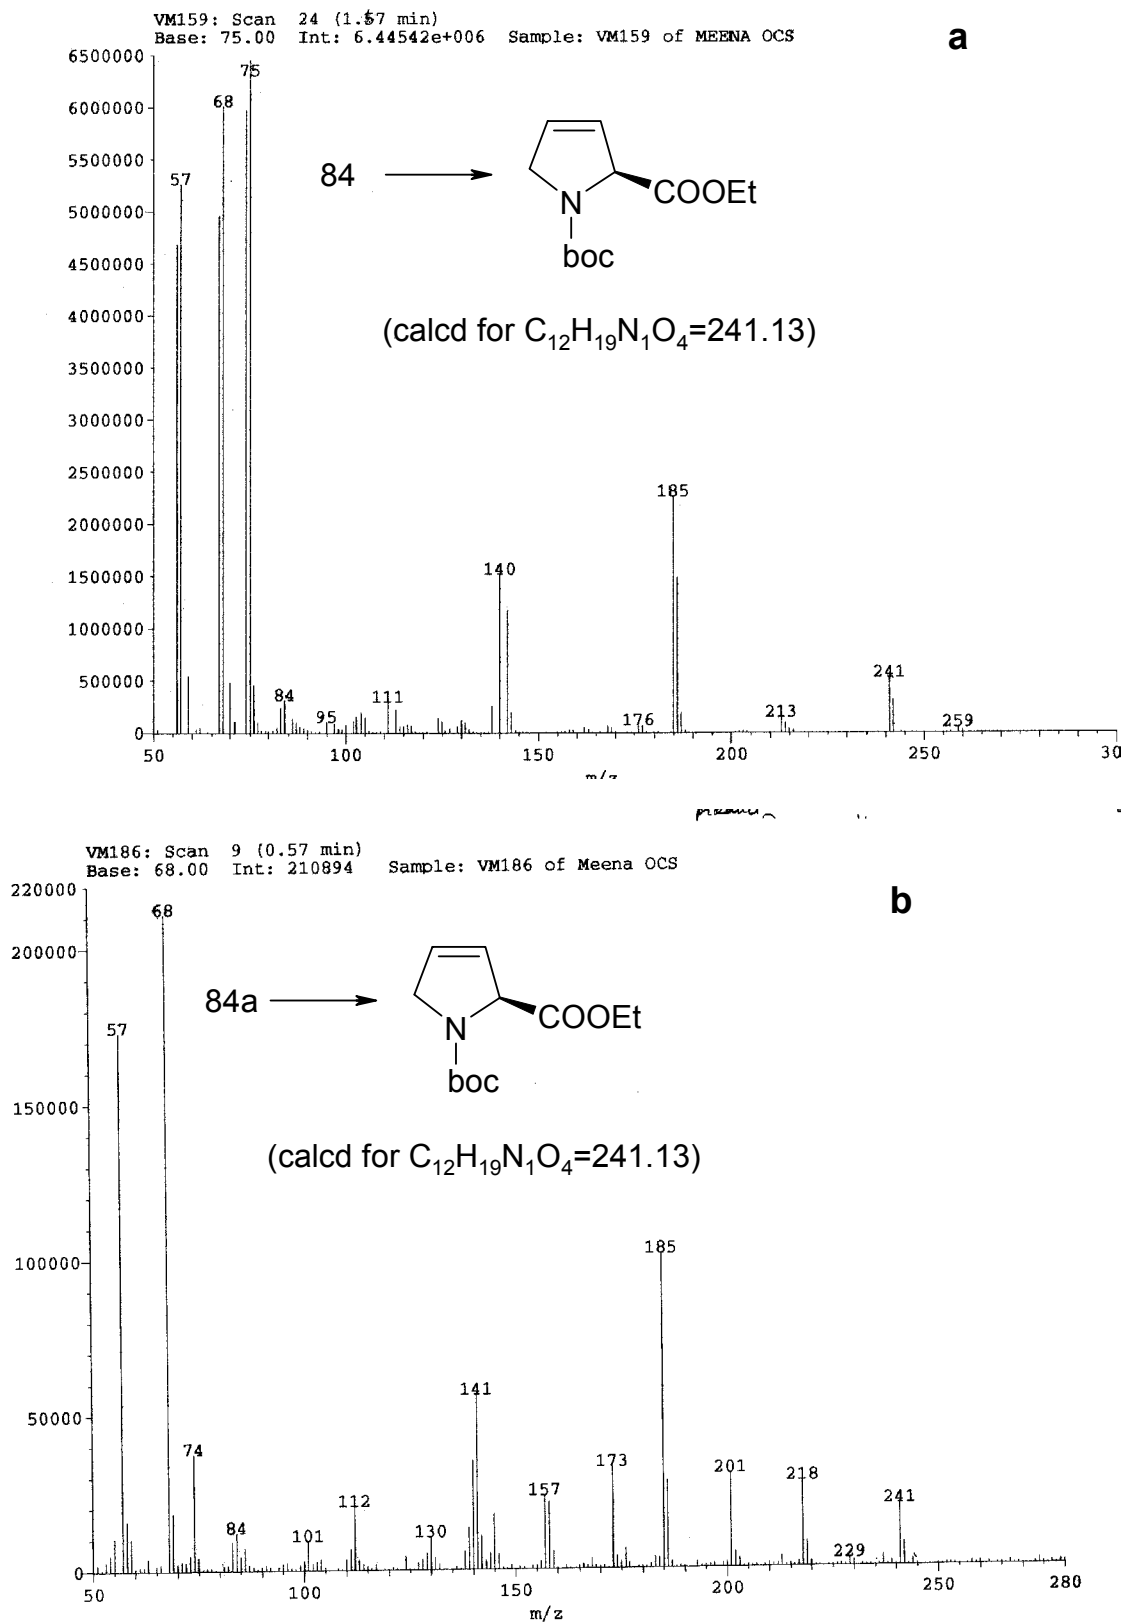 VM159: Scan 24 (1.57 min)
Base: 75.00 Int: 6.44542e+006 Sample: VM159 of MEENA OCS
a
6500000
6000000
5500000
5000000
4500000
4000000
3500000
3000000
2500000
2000000
1500000
1000000
500000
0
75
68
57
84
N
COOEt
boc
(calcd for C12H19N1O4=241.13)
185
140
84
95
111
176
213
241
259
50 100 150 200 250 30
m/z
VM186: Scan 9 (0.57 min)
Base: 68.00 Int: 210894 Sample: VM186 of Meena OCS
b
220000
200000
150000
100000
50000
0
68
57
84a
N
COOEt
boc
(calcd for C12H19N1O4=241.13)
185
141
74
84
101
112
130
157
173
201
218
229
241
50 100 150 200 250 280
m/z